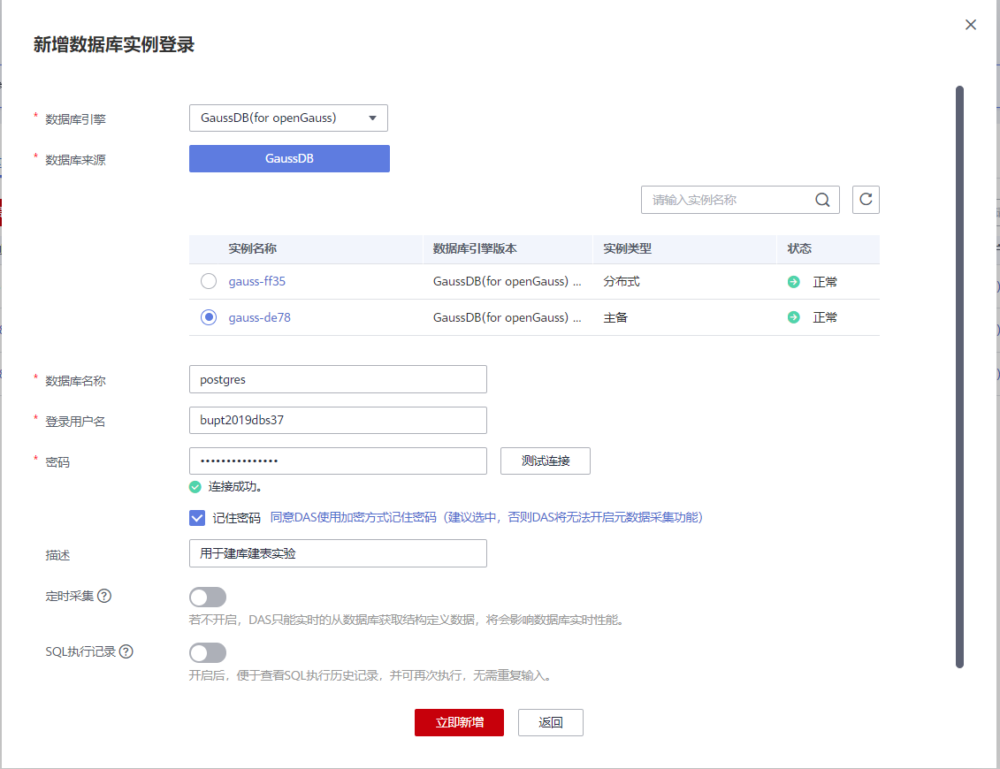 新增数据库实例登录
* 数据库引擎 GaussDB(for openGauss)
* 数据库来源 GaussDB
请输入实例名称
实例名称 数据库引擎版本 实例类型 状态
gauss-ff35 GaussDB(for openGauss) ... 分布式 正常
gauss-de78 GaussDB(for openGauss) ... 主备 正常
* 数据库名称 postgres
* 登录用户名 bupt2019dbs37
* 密码 ••••••••••••••• 测试连接
连接成功。
记住密码 同意DAS使用加密方式记住密码（建议选中，否则DAS将无法开启元数据采集功能）
描述 用于建库建表实验
定时采集 ?
若不开启，DAS只能实时的从数据库获取结构定义数据，将会影响数据库实时性能。
SQL执行记录 ?
开启后，便于查看SQL执行历史记录，并可再次执行，无需重复输入。
立即新增 返回